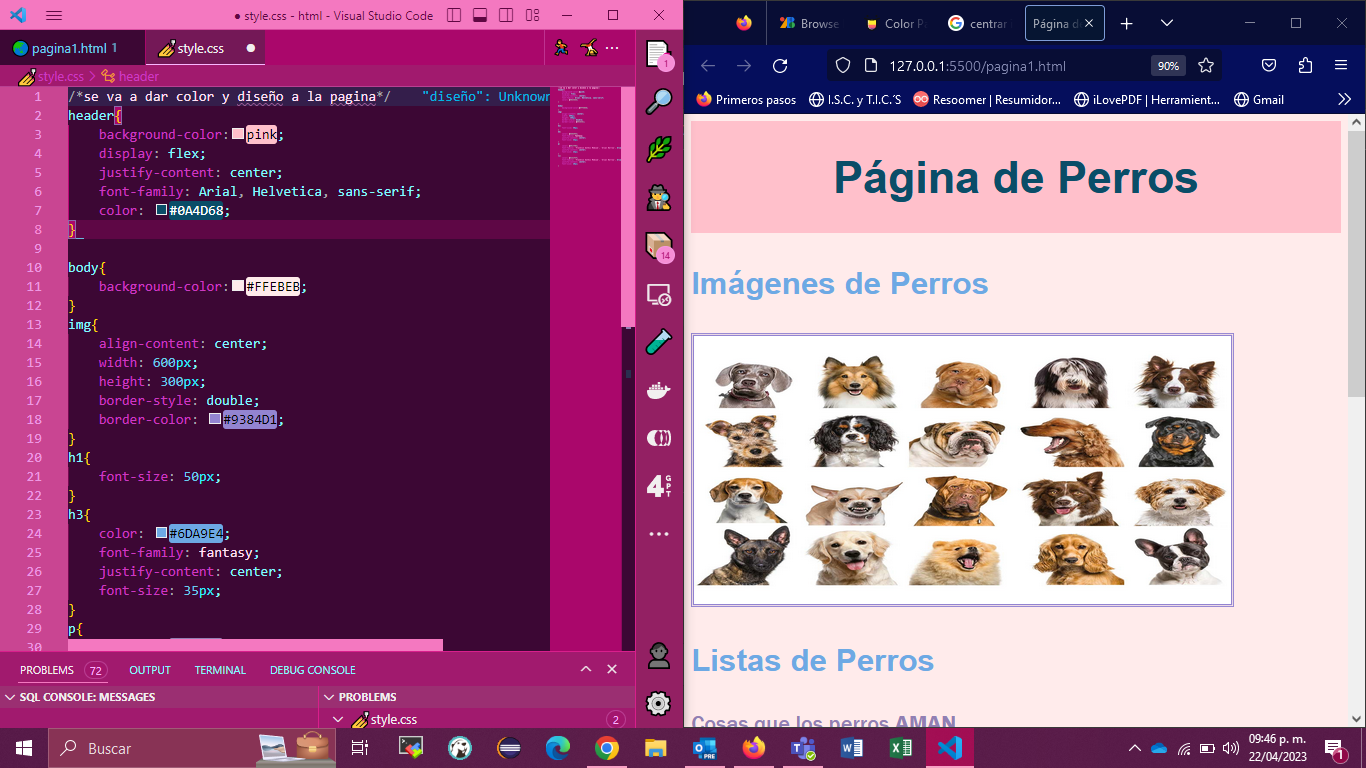 style.css - html - Visual Studio Code
pagina1.html 1
style.css
style.css > header
1 /*se va a dar color y diseño a la pagina*/ "diseño": Unknown
2 header{
3 background-color: pink;
4 display: flex;
5 justify-content: center;
6 font-family: Arial, Helvetica, sans-serif;
7 color: #0A4D68;
8 }
9
10 body{
11 background-color: #FFEBEB;
12 }
13 img{
14 align-content: center;
15 width: 600px;
16 height: 300px;
17 border-style: double;
18 border-color: #9384D1;
19 }
20 h1{
21 font-size: 50px;
22 }
23 h3{
24 color: #6DA9E4;
25 font-family: fantasy;
26 justify-content: center;
27 font-size: 35px;
28 }
29 p{
30
1
14
4 GPT
PROBLEMS 72 OUTPUT TERMINAL DEBUG CONSOLE
SQL CONSOLE: MESSAGES
PROBLEMS
style.css 2
Browse
Color Pa
centrar
Página de
127.0.0.1:5500/pagina1.html 90%
Primeros pasos I.S.C. y T.I.C.´S Resoomer | Resumidor... iLovePDF | Herramient... Gmail
Página de Perros
Imágenes de Perros
Listas de Perros
Cosas que los perros AMAN
Buscar
PRE
09:46 p. m.
22/04/2023
1